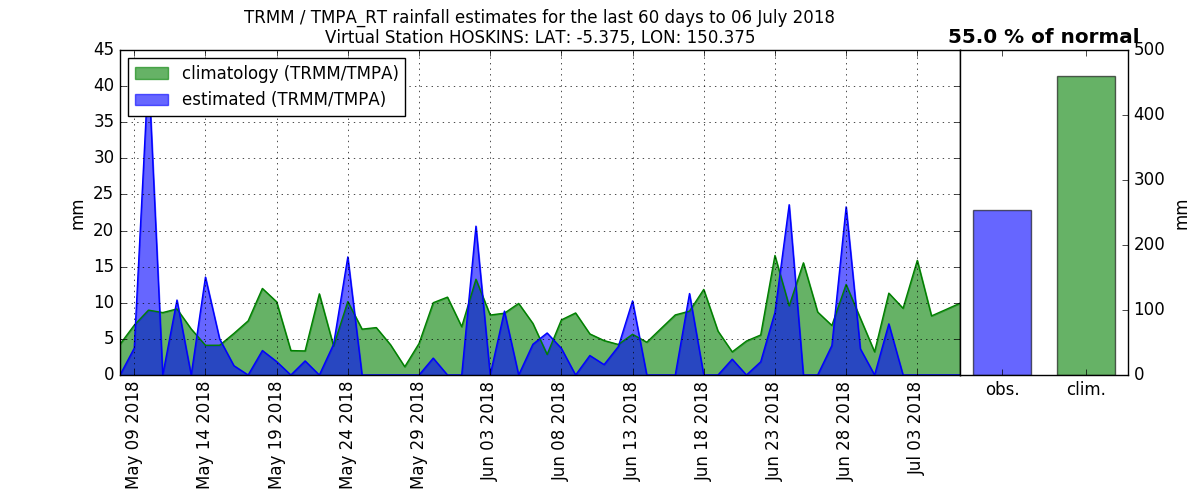 TRMM / TMPA_RT rainfall estimates for the last 60 days to 06 July 2018
Virtual Station HOSKINS: LAT: -5.375, LON: 150.375
55.0 % of normal
climatology (TRMM/TMPA)
estimated (TRMM/TMPA)
45
40
35
30
25
20
15
10
5
0
mm
May 09 2018
May 14 2018
May 19 2018
May 24 2018
May 29 2018
Jun 03 2018
Jun 08 2018
Jun 13 2018
Jun 18 2018
Jun 23 2018
Jun 28 2018
Jul 03 2018
500
400
300
200
100
0
mm
obs.
clim.